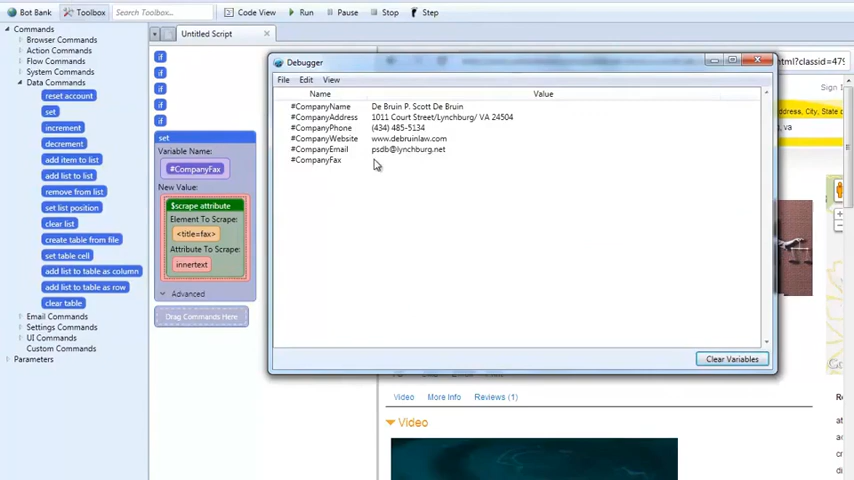 Bot Bank Toolbox Search Toolbox... Code View Run Pause Stop Step
Commands
Browser Commands
Action Commands
Flow Commands
System Commands
Data Commands
reset account
set
increment
decrement
add item to list
add list to list
remove from list
set list position
clear list
create table from file
set table cell
add list to table as column
add list to table as row
clear table
Email Commands
Settings Commands
UI Commands
Custom Commands
Parameters
Untitled Script
if
if
if
if
if
set
Variable Name:
#CompanyFax
New Value:
$scrape attribute
Element To Scrape:
<title=fax>
Attribute To Scrape:
innertext
Advanced
Drag Commands Here
Debugger
File Edit View
Name Value
#CompanyName De Bruin P. Scott De Bruin
#CompanyAddress 1011 Court Street/Lynchburg/ VA 24504
#CompanyPhone (434) 485-5134
#CompanyWebsite www.debruinlaw.com
#CompanyEmail psdb@lynchburg.net
#CompanyFax
Clear Variables
html?classid=479
Sign
, va
Video More Info Reviews (1)
Video